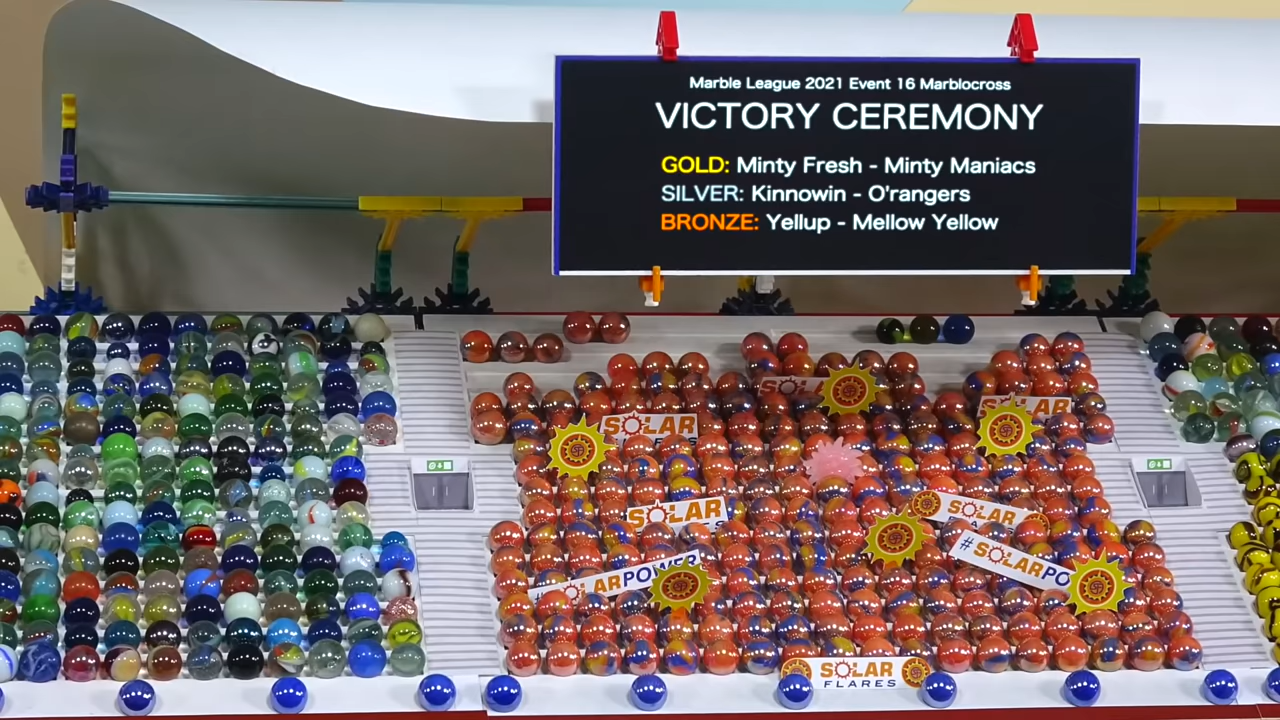 Marble League 2021 Event 16 Marblocross
VICTORY CEREMONY
GOLD: Minty Fresh - Minty Maniacs
SILVER: Kinnowin - O'rangers
BRONZE: Yellup - Mellow Yellow
SOLAR
SOLAR
SOLAR
SOLAR
#SOLARPO
LARPOWER
SOLAR
FLARES